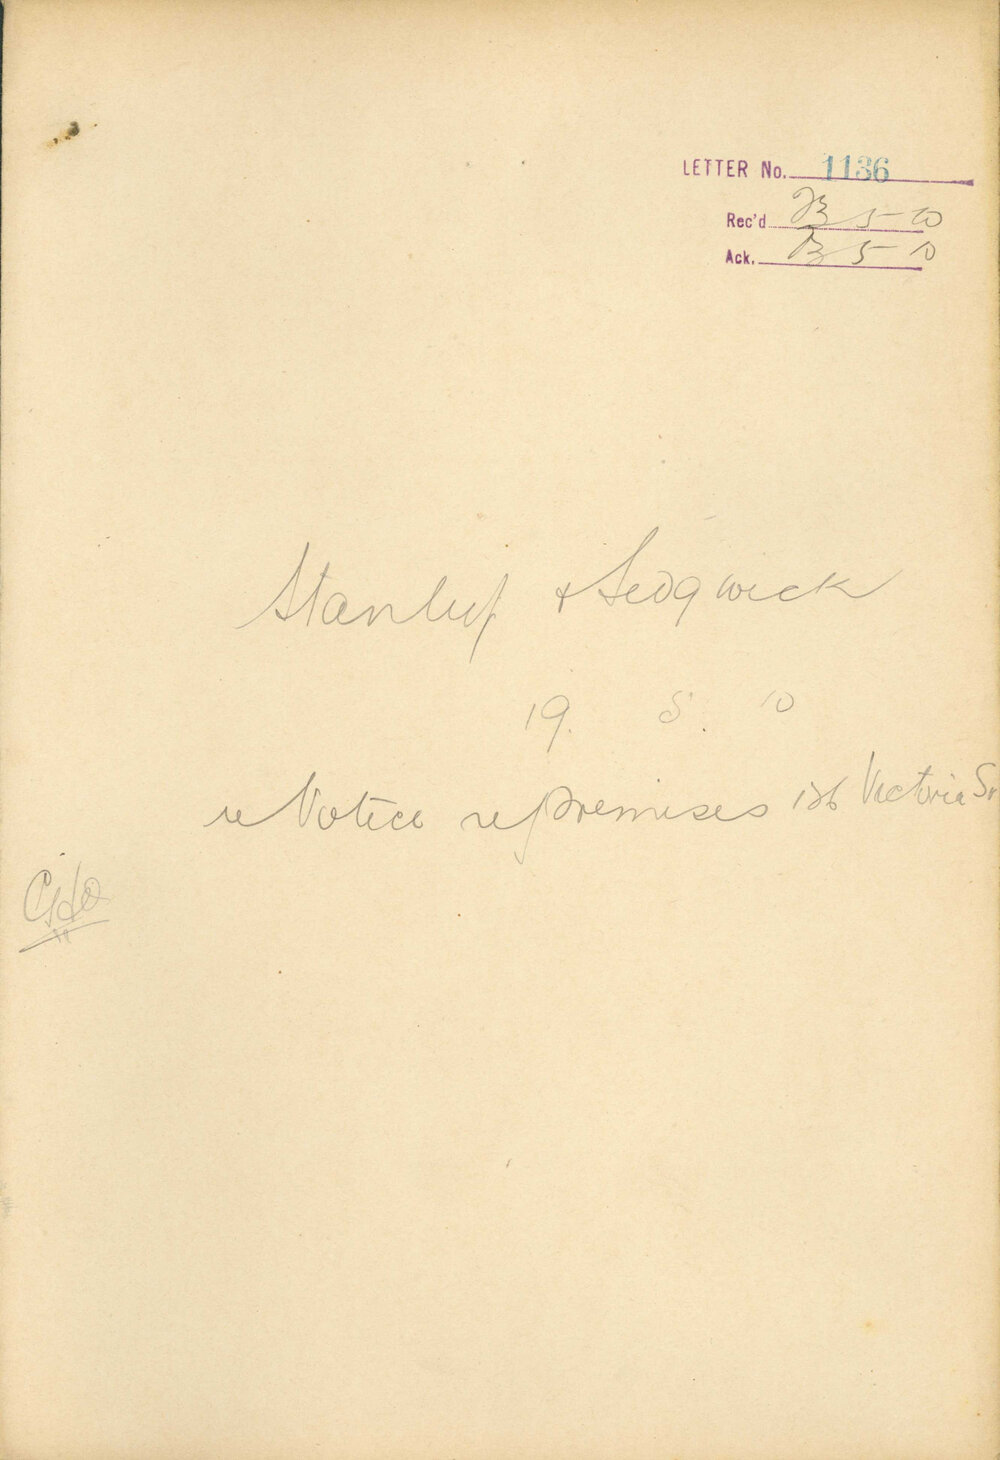 LETTER No. 1136
Rec'd 23 5 10
Ack. 23 5 10
Stanley & Sedgwick
19. 5. 10
re Notice re premises Victoria St